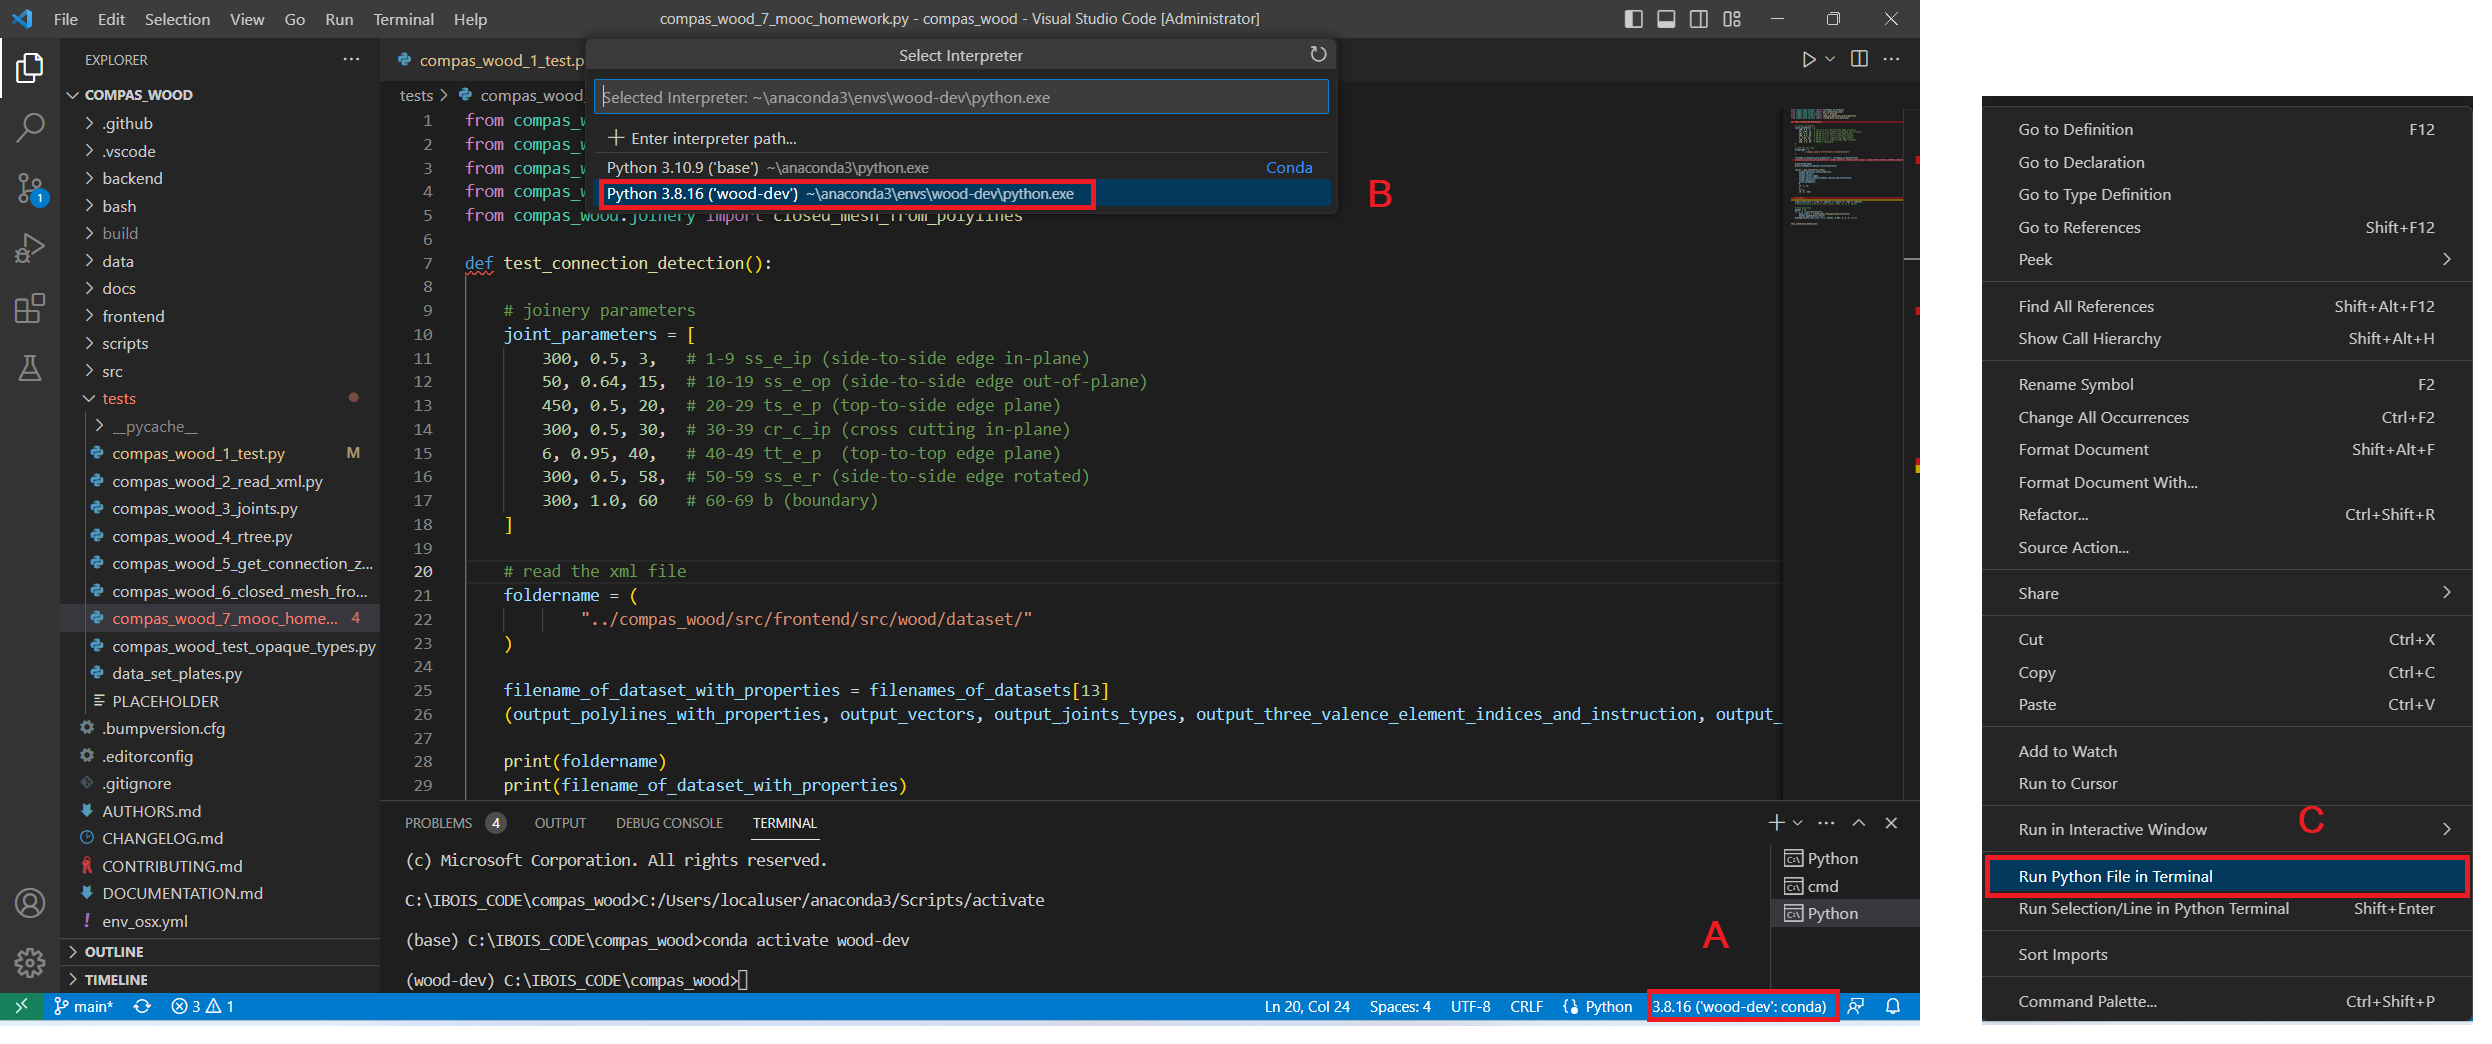 File Edit Selection View Go Run Terminal Help
compas_wood_7_mooc_homework.py - compas_wood - Visual Studio Code [Administrator]
EXPLORER
COMPAS_WOOD
.github
.vscode
backend
bash
build
data
docs
frontend
scripts
src
tests
__pycache__
compas_wood_1_test.py M
compas_wood_2_read_xml.py
compas_wood_3_joints.py
compas_wood_4_rtree.py
compas_wood_5_get_connection_z...
compas_wood_6_closed_mesh_fro...
compas_wood_7_mooc_home... 4
compas_wood_test_opaque_types.py
data_set_plates.py
PLACEHOLDER
.bumpversion.cfg
.editorconfig
.gitignore
AUTHORS.md
CHANGELOG.md
CONTRIBUTING.md
DOCUMENTATION.md
env_osx.yml
OUTLINE
TIMELINE
1
compas_wood_1_test.p
tests > compas_wood_
Select Interpreter
Selected Interpreter: ~\anaconda3\envs\wood-dev\python.exe
Enter interpreter path...
Python 3.10.9 ('base') ~\anaconda3\python.exe Conda
Python 3.8.16 ('wood-dev') ~\anaconda3\envs\wood-dev\python.exe
B
1 from compas_w
2 from compas_w
3 from compas_w
4 from compas_w
5 from compas_wood.joinery import closed_mesh_from_polylines
6
7 def test_connection_detection():
8
9 # joinery parameters
10 joint_parameters = [
11 300, 0.5, 3, # 1-9 ss_e_ip (side-to-side edge in-plane)
12 50, 0.64, 15, # 10-19 ss_e_op (side-to-side edge out-of-plane)
13 450, 0.5, 20, # 20-29 ts_e_p (top-to-side edge plane)
14 300, 0.5, 30, # 30-39 cr_c_ip (cross cutting in-plane)
15 6, 0.95, 40, # 40-49 tt_e_p (top-to-top edge plane)
16 300, 0.5, 58, # 50-59 ss_e_r (side-to-side edge rotated)
17 300, 1.0, 60 # 60-69 b (boundary)
18 ]
19
20 # read the xml file
21 foldername = (
22 "../compas_wood/src/frontend/src/wood/dataset/"
23 )
24
25 filename_of_dataset_with_properties = filenames_of_datasets[13]
26 (output_polylines_with_properties, output_vectors, output_joints_types, output_three_valence_element_indices_and_instruction, output_
27
28 print(foldername)
29 print(filename_of_dataset_with_properties)
PROBLEMS 4 OUTPUT DEBUG CONSOLE TERMINAL
(c) Microsoft Corporation. All rights reserved.
C:\IBOIS_CODE\compas_wood>C:/Users/localuser/anaconda3/Scripts/activate
(base) C:\IBOIS_CODE\compas_wood>conda activate wood-dev
(wood-dev) C:\IBOIS_CODE\compas_wood>
Python
cmd
Python
A
main* 3 1 Ln 20, Col 24 Spaces: 4 UTF-8 CRLF Python 3.8.16 ('wood-dev': conda)
Go to Definition F12
Go to Declaration
Go to Type Definition
Go to References Shift+F12
Peek
Find All References Shift+Alt+F12
Show Call Hierarchy Shift+Alt+H
Rename Symbol F2
Change All Occurrences Ctrl+F2
Format Document Shift+Alt+F
Format Document With...
Refactor... Ctrl+Shift+R
Source Action...
Share
Cut Ctrl+X
Copy Ctrl+C
Paste Ctrl+V
Add to Watch
Run to Cursor
C
Run in Interactive Window
Run Python File in Terminal
Run Selection/Line in Python Terminal Shift+Enter
Sort Imports
Command Palette... Ctrl+Shift+P